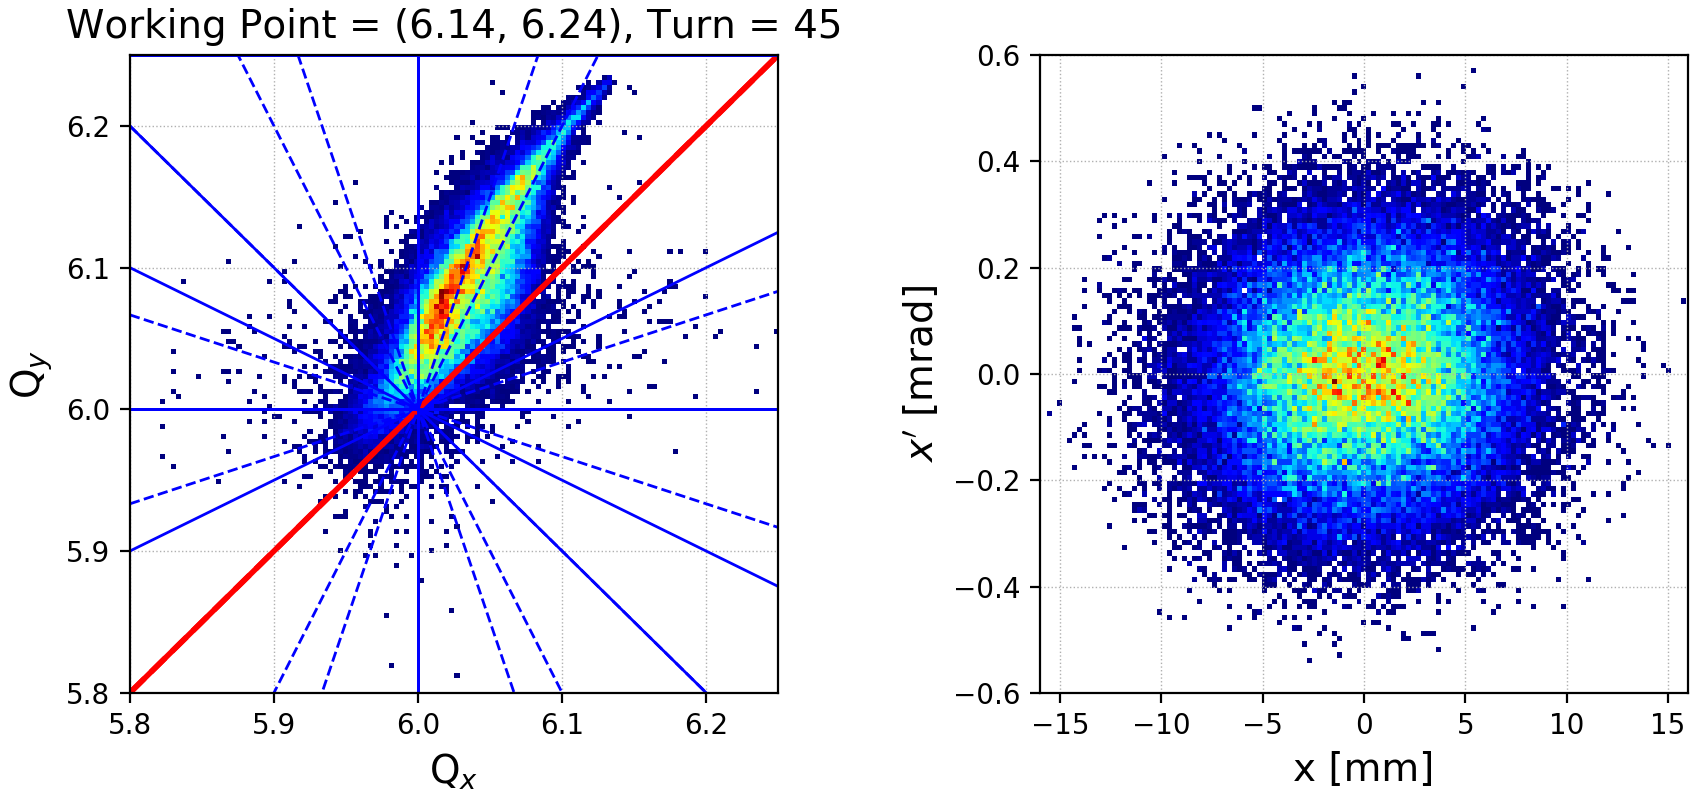 Working Point = (6.14, 6.24), Turn = 45
6.2
6.1
6.0
5.9
5.8
Q_y
5.8 5.9 6.0 6.1 6.2
Q_x
0.6
0.4
0.2
0.0
−0.2
−0.4
−0.6
x′ [mrad]
−15 −10 −5 0 5 10 15
x [mm]